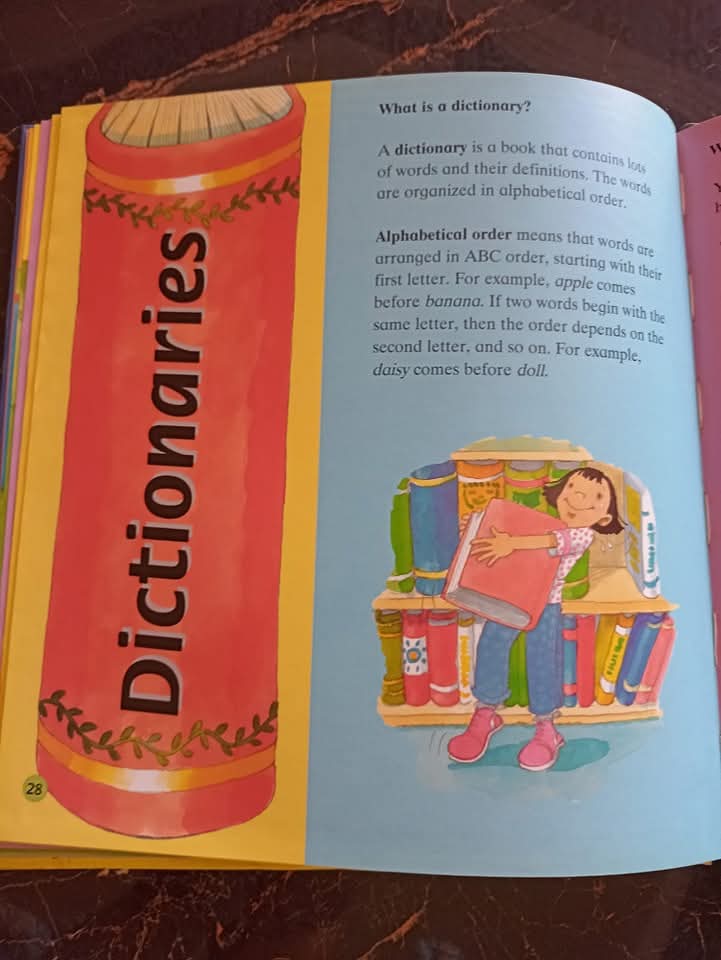 Dictionaries
28
What is a dictionary?
A dictionary is a book that contains lots
of words and their definitions. The words
are organized in alphabetical order.
Alphabetical order means that words are
arranged in ABC order, starting with their
first letter. For example, apple comes
before banana. If two words begin with the
same letter, then the order depends on the
second letter, and so on. For example,
daisy comes before doll.